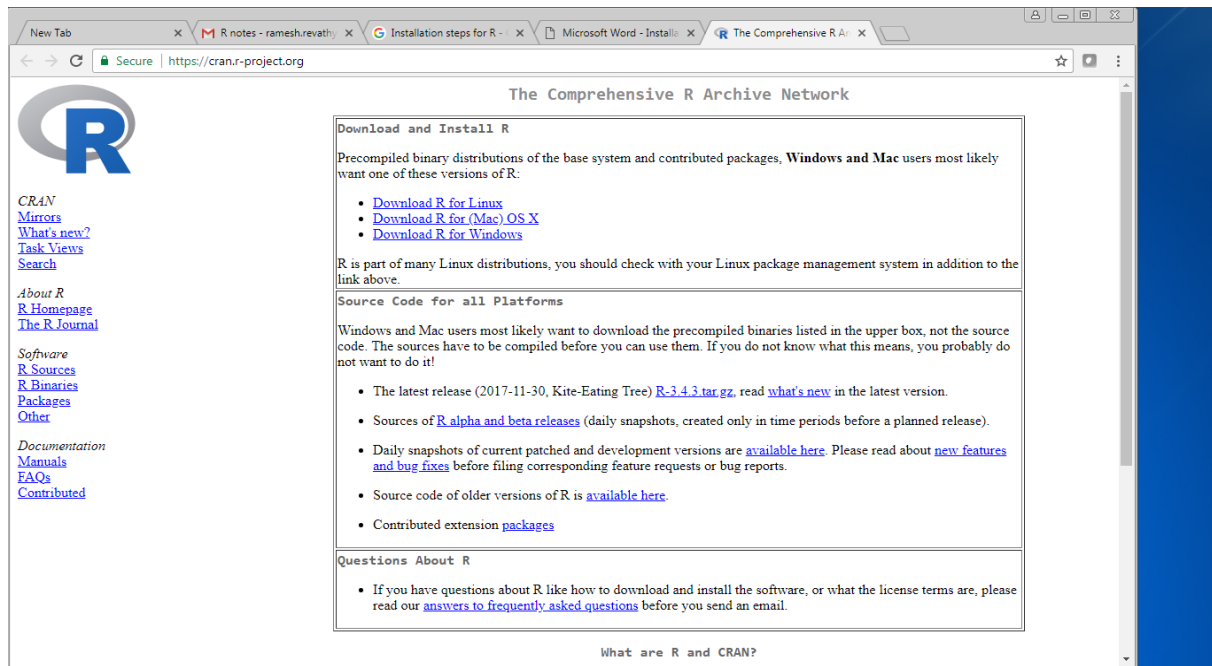 New Tab
R notes - ramesh.revathy
Installation steps for R -
Microsoft Word - Installa
The Comprehensive R Ar
Secure | https://cran.r-project.org
R
CRAN
Mirrors
What's new?
Task Views
Search
About R
R Homepage
The R Journal
Software
R Sources
R Binaries
Packages
Other
Documentation
Manuals
FAQs
Contributed
The Comprehensive R Archive Network
Download and Install R
Precompiled binary distributions of the base system and contributed packages, Windows and Mac users most likely
want one of these versions of R:
• Download R for Linux
• Download R for (Mac) OS X
• Download R for Windows
R is part of many Linux distributions, you should check with your Linux package management system in addition to the
link above.
Source Code for all Platforms
Windows and Mac users most likely want to download the precompiled binaries listed in the upper box, not the source
code. The sources have to be compiled before you can use them. If you do not know what this means, you probably do
not want to do it!
• The latest release (2017-11-30, Kite-Eating Tree) R-3.4.3.tar.gz, read what's new in the latest version.
• Sources of R alpha and beta releases (daily snapshots, created only in time periods before a planned release).
• Daily snapshots of current patched and development versions are available here. Please read about new features
and bug fixes before filing corresponding feature requests or bug reports.
• Source code of older versions of R is available here.
• Contributed extension packages
Questions About R
• If you have questions about R like how to download and install the software, or what the license terms are, please
read our answers to frequently asked questions before you send an email.
What are R and CRAN?